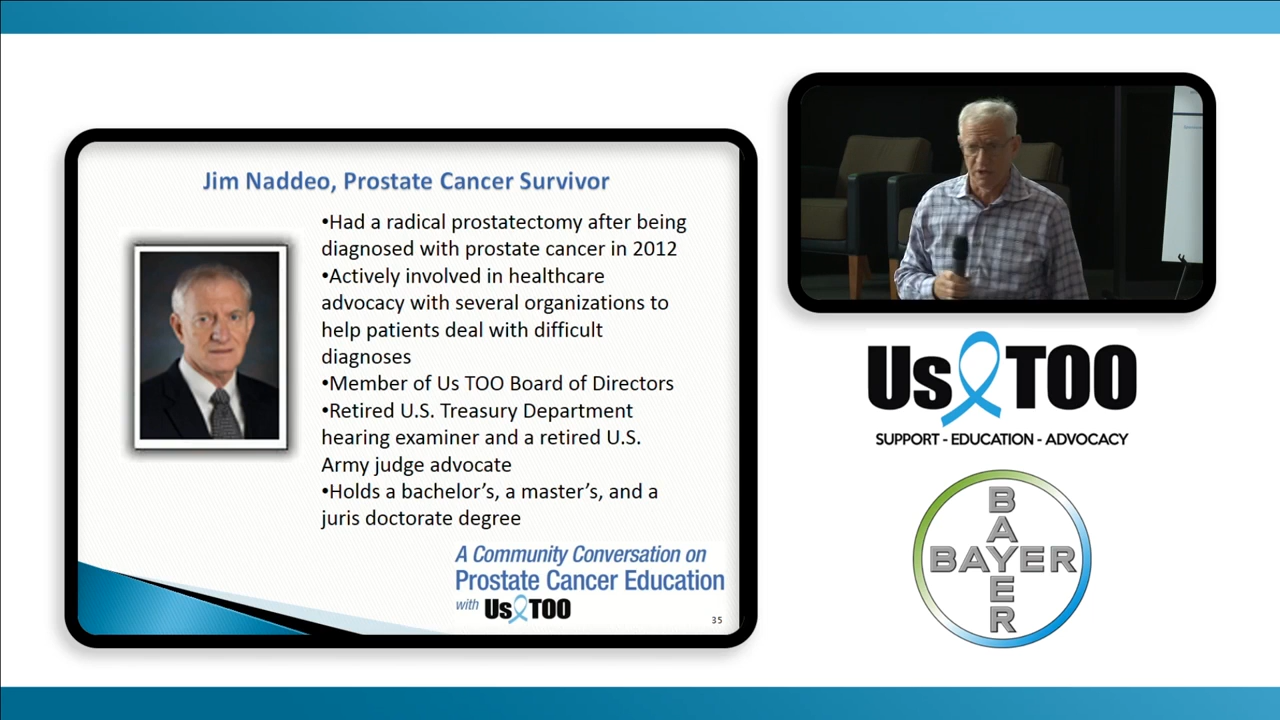 Jim Naddeo, Prostate Cancer Survivor
•Had a radical prostatectomy after being
diagnosed with prostate cancer in 2012
•Actively involved in healthcare
advocacy with several organizations to
help patients deal with difficult
diagnoses
•Member of Us TOO Board of Directors
•Retired U.S. Treasury Department
hearing examiner and a retired U.S.
Army judge advocate
•Holds a bachelor's, a master's, and a
juris doctorate degree
A Community Conversation on
Prostate Cancer Education
with Us TOO
35
Us TOO
SUPPORT - EDUCATION - ADVOCACY
BAYER
BAYER